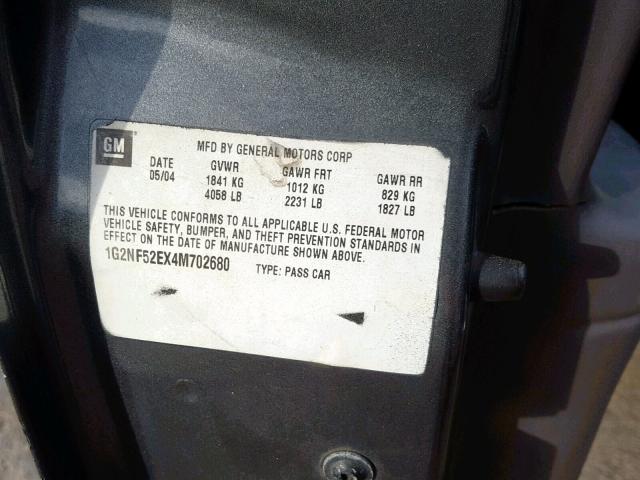 GM
MFD BY GENERAL MOTORS CORP
DATE GVWR GAWR FRT GAWR RR
05/04 1841 KG 1012 KG 829 KG
4058 LB 2231 LB 1827 LB
THIS VEHICLE CONFORMS TO ALL APPLICABLE U.S. FEDERAL MOTOR
VEHICLE SAFETY, BUMPER, AND THEFT PREVENTION STANDARDS IN
EFFECT ON THE DATE OF MANUFACTURE SHOWN ABOVE.
1G2NF52EX4M702680 TYPE: PASS CAR